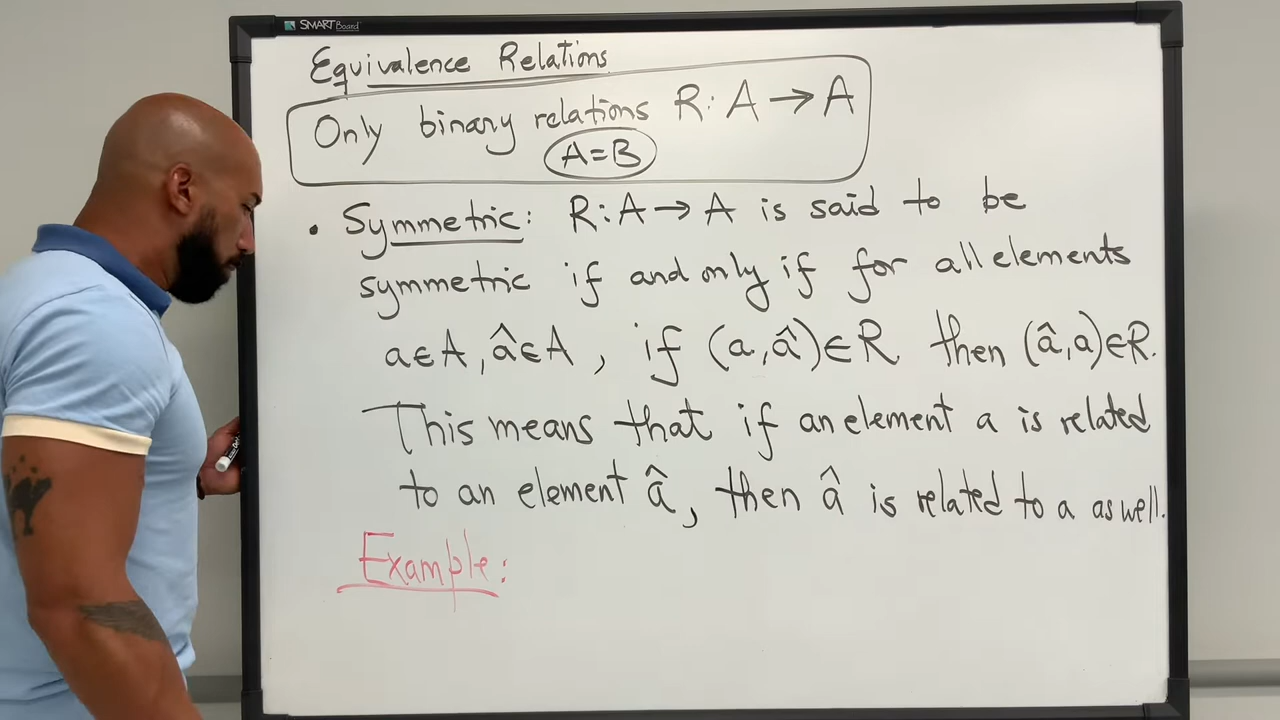 SMART Board
Equivalence Relations
Only binary relations R: A → A
A=B
• Symmetric: R: A → A is said to be
symmetric if and only if for all elements
a∈A, â∈A, if (a, â)∈R then (â, a)∈R.
This means that if an element a is related
to an element â, then â is related to a as well.
Example: